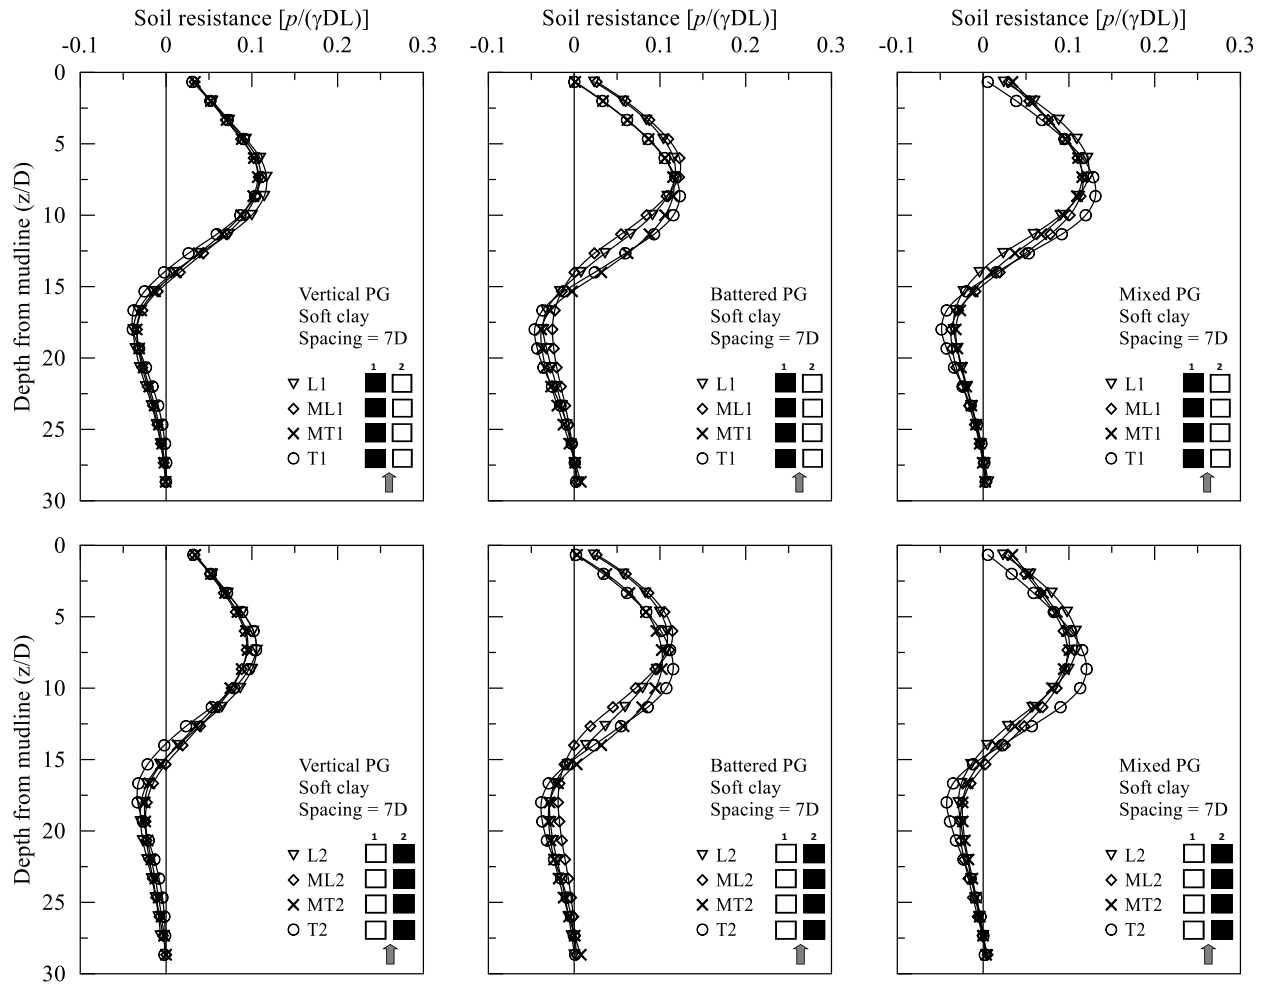 Soil resistance [p/(γDL)]
-0.1 0 0.1 0.2 0.3
Soil resistance [p/(γDL)]
-0.1 0 0.1 0.2 0.3
Soil resistance [p/(γDL)]
-0.1 0 0.1 0.2 0.3
Depth from mudline (z/D)
0
5
10
15
20
25
30
Vertical PG
Soft clay
Spacing = 7D
1 2
L1
ML1
MT1
T1
Battered PG
Soft clay
Spacing = 7D
1 2
L1
ML1
MT1
T1
Mixed PG
Soft clay
Spacing = 7D
1 2
L1
ML1
MT1
T1
Depth from mudline (z/D)
0
5
10
15
20
25
30
Vertical PG
Soft clay
Spacing = 7D
1 2
L2
ML2
MT2
T2
Battered PG
Soft clay
Spacing = 7D
1 2
L2
ML2
MT2
T2
Mixed PG
Soft clay
Spacing = 7D
1 2
L2
ML2
MT2
T2